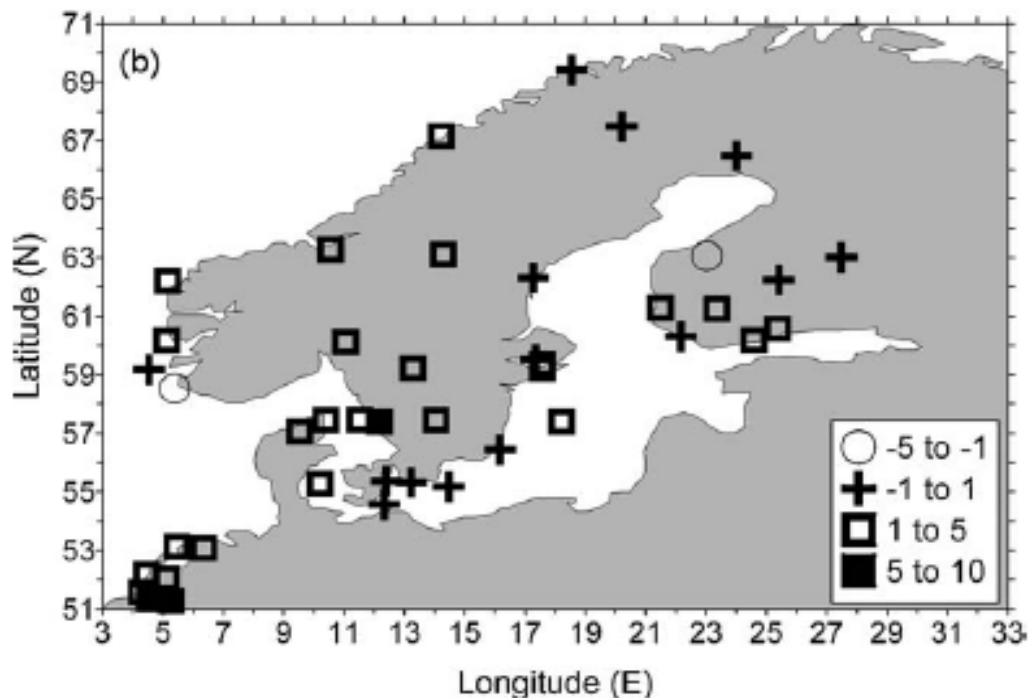 (b)
71
69
67
65
63
61
59
57
55
53
51
Latitude (N)
3 5 7 9 11 13 15 17 19 21 23 25 27 29 31 33
Longitude (E)
-5 to -1
-1 to 1
1 to 5
5 to 10